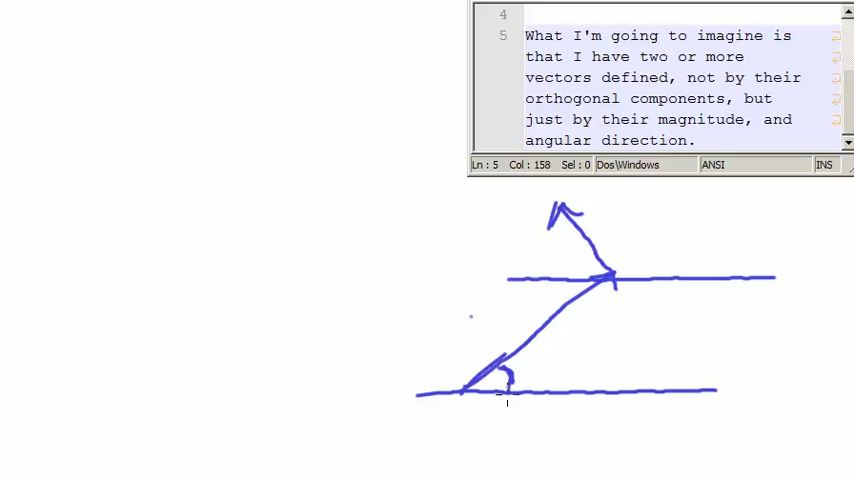 4
5 What I'm going to imagine is
that I have two or more
vectors defined, not by their
orthogonal components, but
just by their magnitude, and
angular direction.
Ln : 5 Col : 158 Sel : 0 Dos\Windows ANSI INS